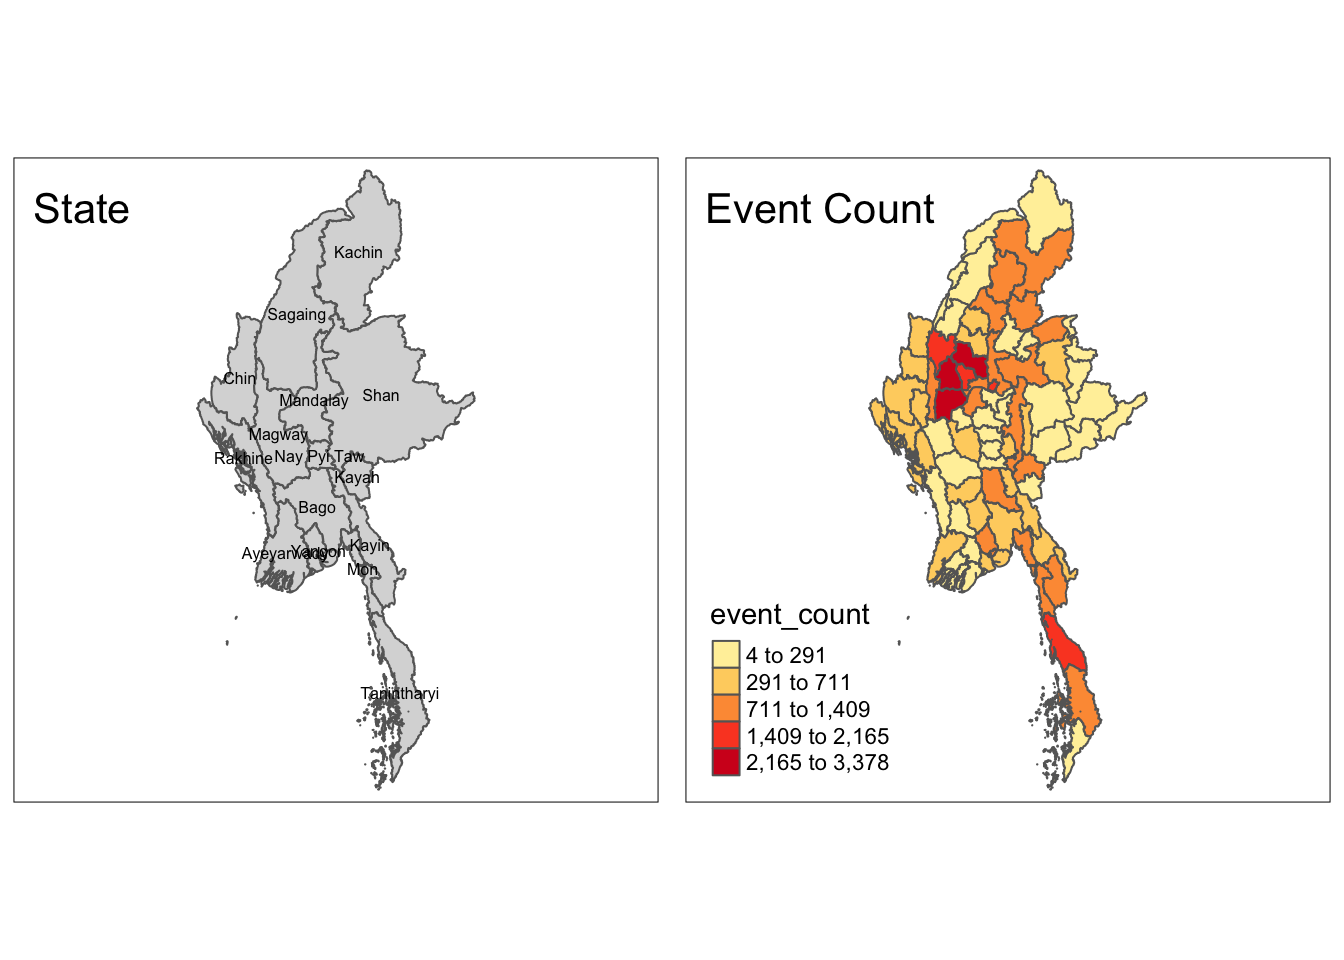 State
Kachin
Sagaing
Chin
Shan
Mandalay
Magway
Rakhine
Nay Pyi Taw
Kayah
Bago
Kayin
Ayeyarwady
Yangon
Mon
Tanintharyi
Event Count
event_count
4 to 291
291 to 711
711 to 1,409
1,409 to 2,165
2,165 to 3,378